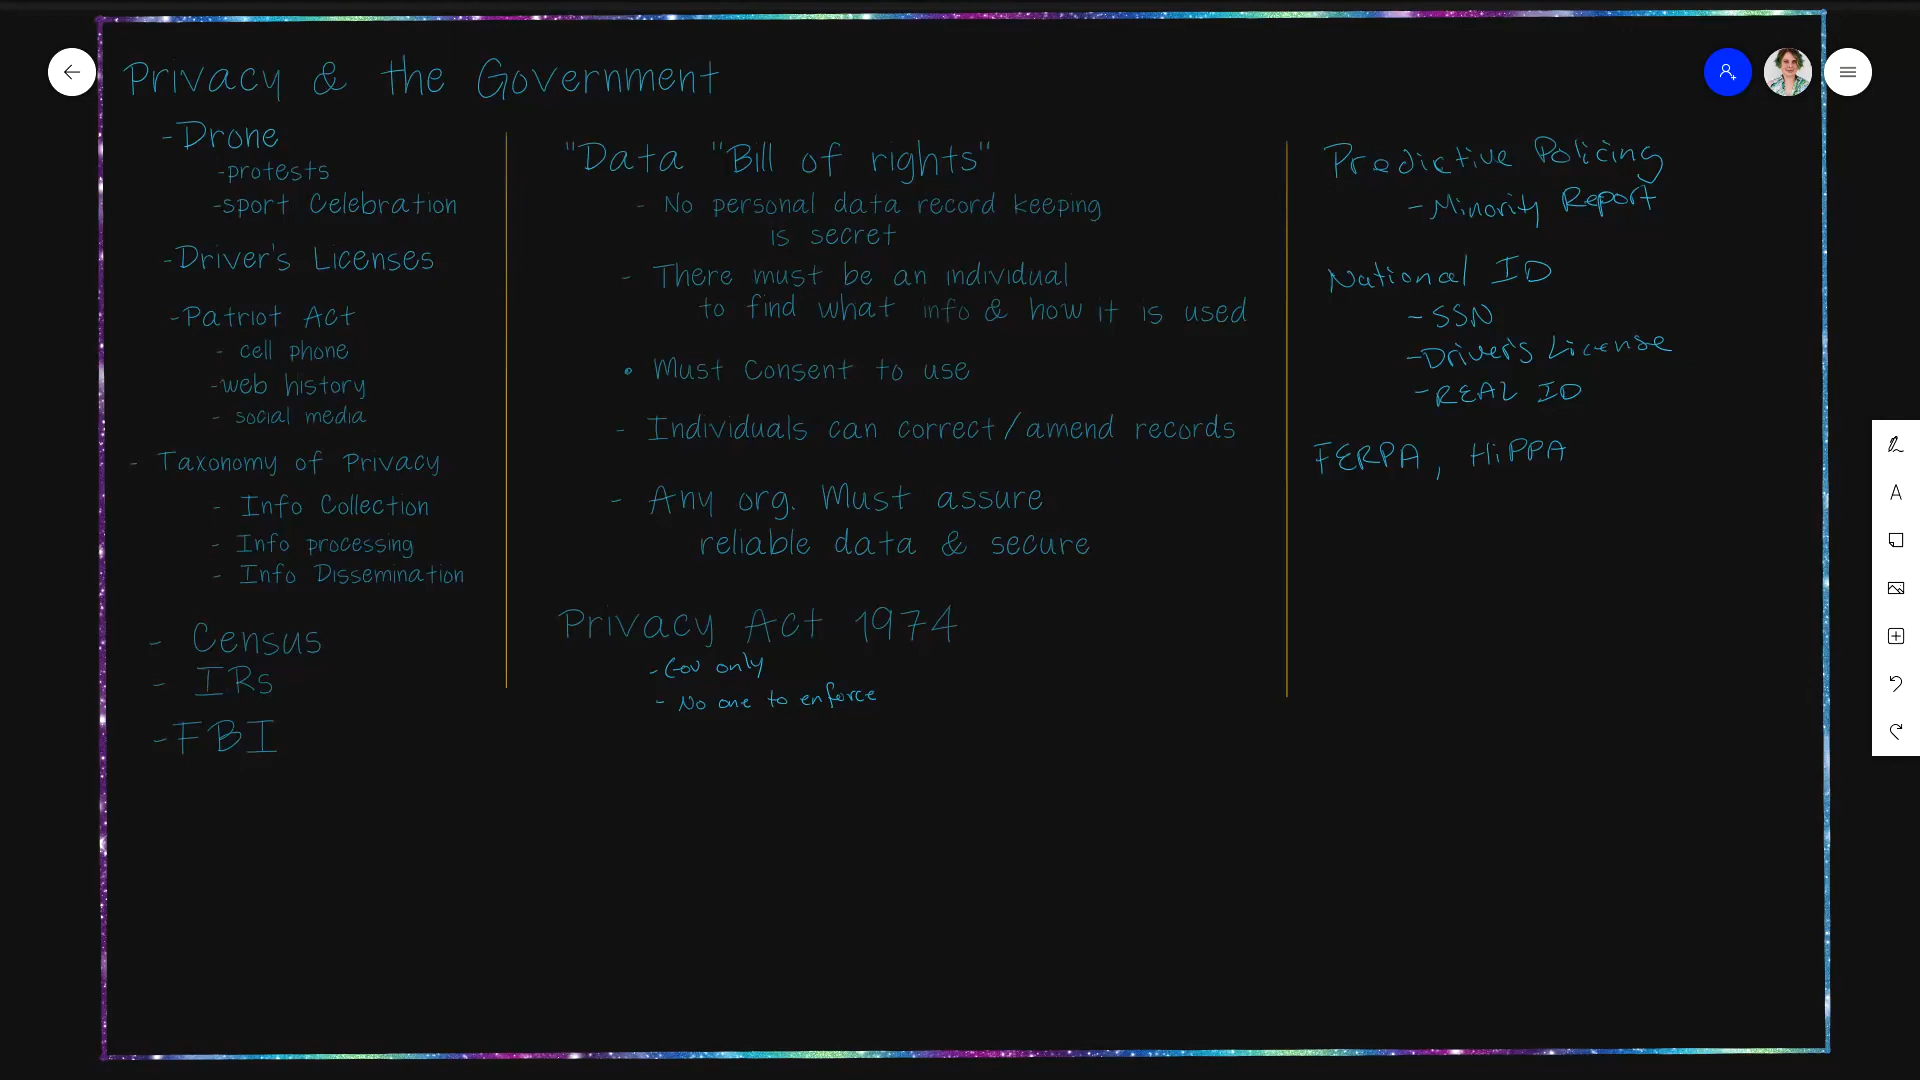 Privacy & the Government
-Drone
-protests
-sport Celebration
-Driver's Licenses
-Patriot Act
- cell phone
-web history
- social media
- Taxonomy of Privacy
- Info Collection
- Info processing
- Info Dissemination
- Census
- IRs
-FBI
"Data "Bill of rights"
- No personal data record keeping
is secret
- There must be an individual
to find what info & how it is used
• Must Consent to use
- Individuals can correct/amend records
- Any org. Must assure
reliable data & secure
Privacy Act 1974
- Gov only
- No one to enforce
Predictive Policing
- Minority Report
National ID
- SSN
-Driver's License
- REAL ID
FERPA, HiPPA
A